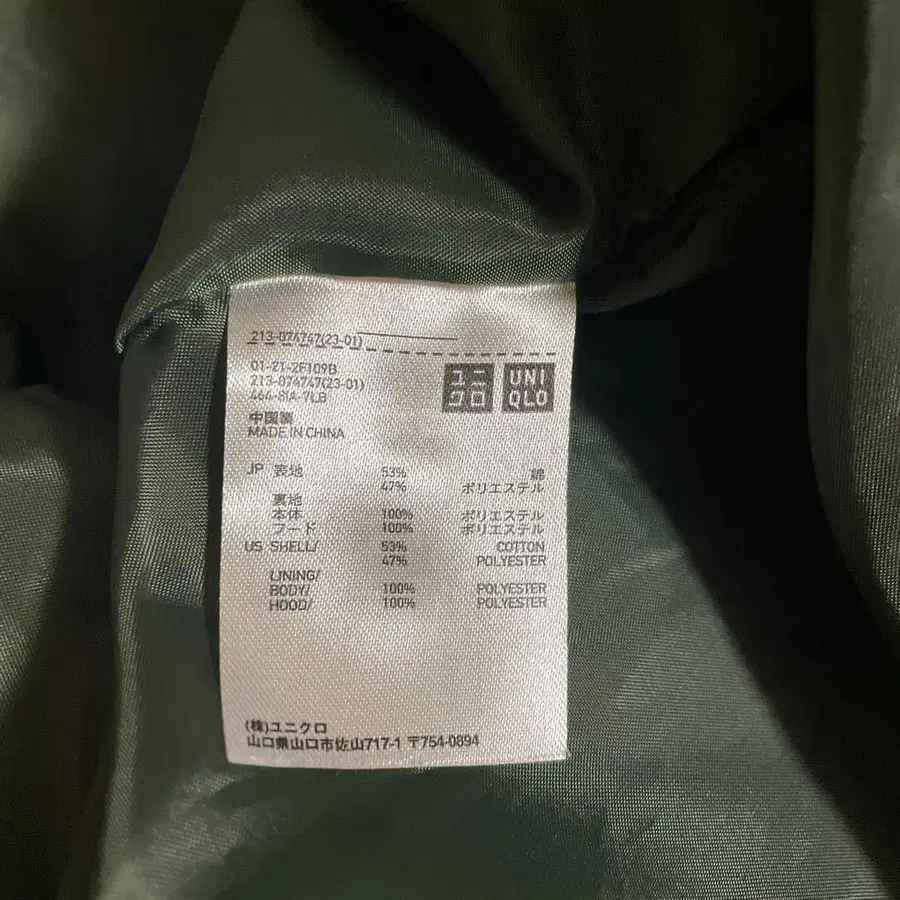 213-074747(23-01)
01-21-2F109B
213-074747(23-01)
464-81A-7LB
中国製
MADE IN CHINA
ユニ
クロ
UNI
QLO
JP 表地 53% 綿
47% ポリエステル
裏地
本体 100% ポリエステル
フード 100% ポリエステル
US SHELL/ 53% COTTON
47% POLYESTER
LINING/
BODY/ 100% POLYESTER
HOOD/ 100% POLYESTER
(株)ユニクロ
山口県山口市佐山717-1 〒754-0894